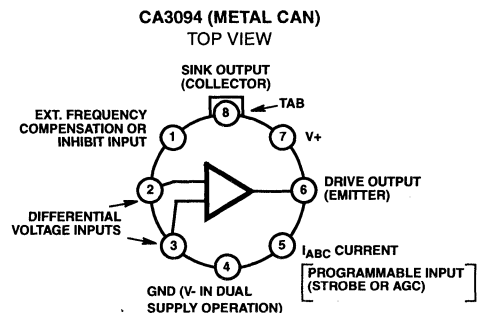 CA3094 (METAL CAN)
TOP VIEW
SINK OUTPUT
(COLLECTOR)
TAB
8
EXT. FREQUENCY
COMPENSATION OR
INHIBIT INPUT
1
7
V+
2
6
DRIVE OUTPUT
(EMITTER)
DIFFERENTIAL
VOLTAGE INPUTS
3
5
IABC CURRENT
PROGRAMMABLE INPUT
(STROBE OR AGC)
4
GND (V- IN DUAL
SUPPLY OPERATION)